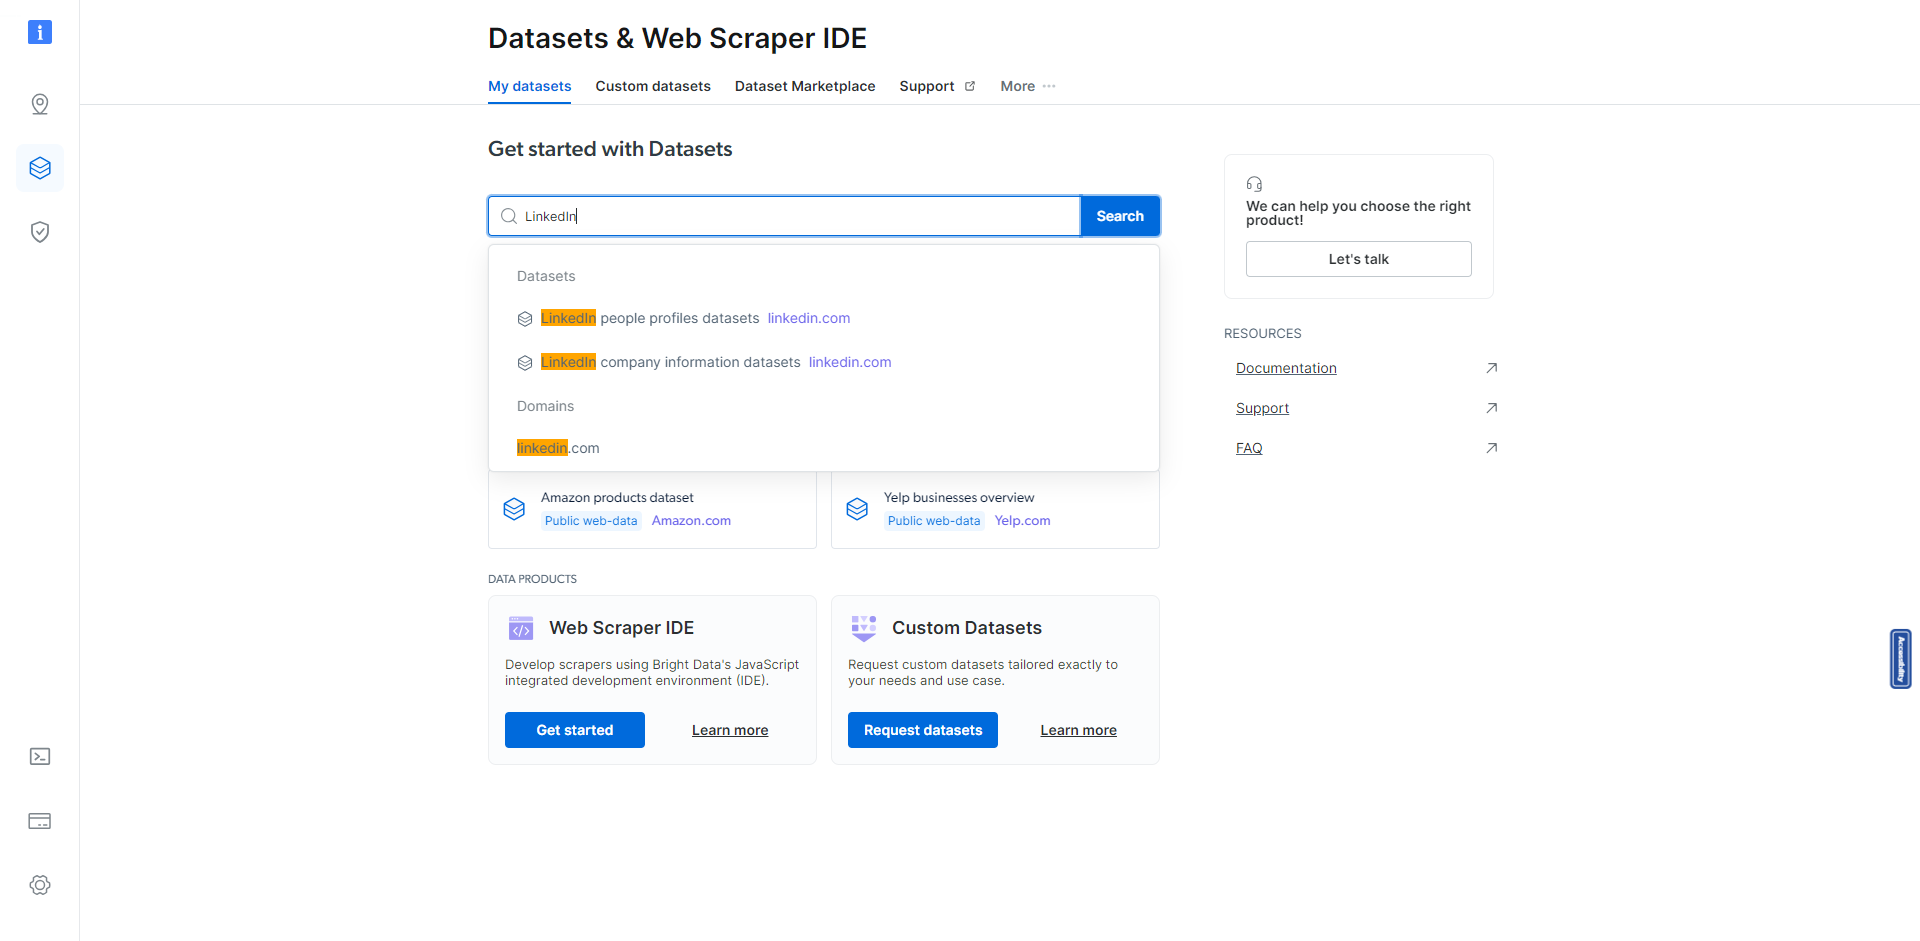 i
Datasets & Web Scraper IDE
My datasets
Custom datasets
Dataset Marketplace
Support
More
Get started with Datasets
LinkedIn
Search
Datasets
LinkedIn people profiles datasets linkedin.com
LinkedIn company information datasets linkedin.com
Domains
linkedin.com
Amazon products dataset
Public web-data Amazon.com
Yelp businesses overview
Public web-data Yelp.com
DATA PRODUCTS
Web Scraper IDE
Develop scrapers using Bright Data's JavaScript
integrated development environment (IDE).
Get started
Learn more
Custom Datasets
Request custom datasets tailored exactly to
your needs and use case.
Request datasets
Learn more
We can help you choose the right
product!
Let's talk
RESOURCES
Documentation
Support
FAQ
Accessibility